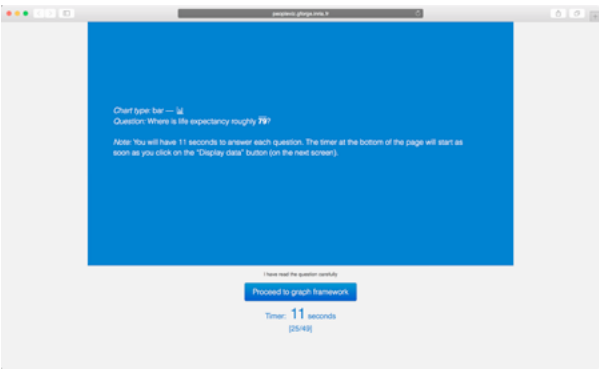 peoplevic.gforge.inria.fr
Chart type: bar —
Question: Where is life expectancy roughly 79?
Note: You will have 11 seconds to answer each question. The timer at the bottom of the page will start as
soon as you click on the "Display data" button (on the next screen).
I have read the question carefully
Proceed to graph framework
Timer: 11 seconds
[25/49]